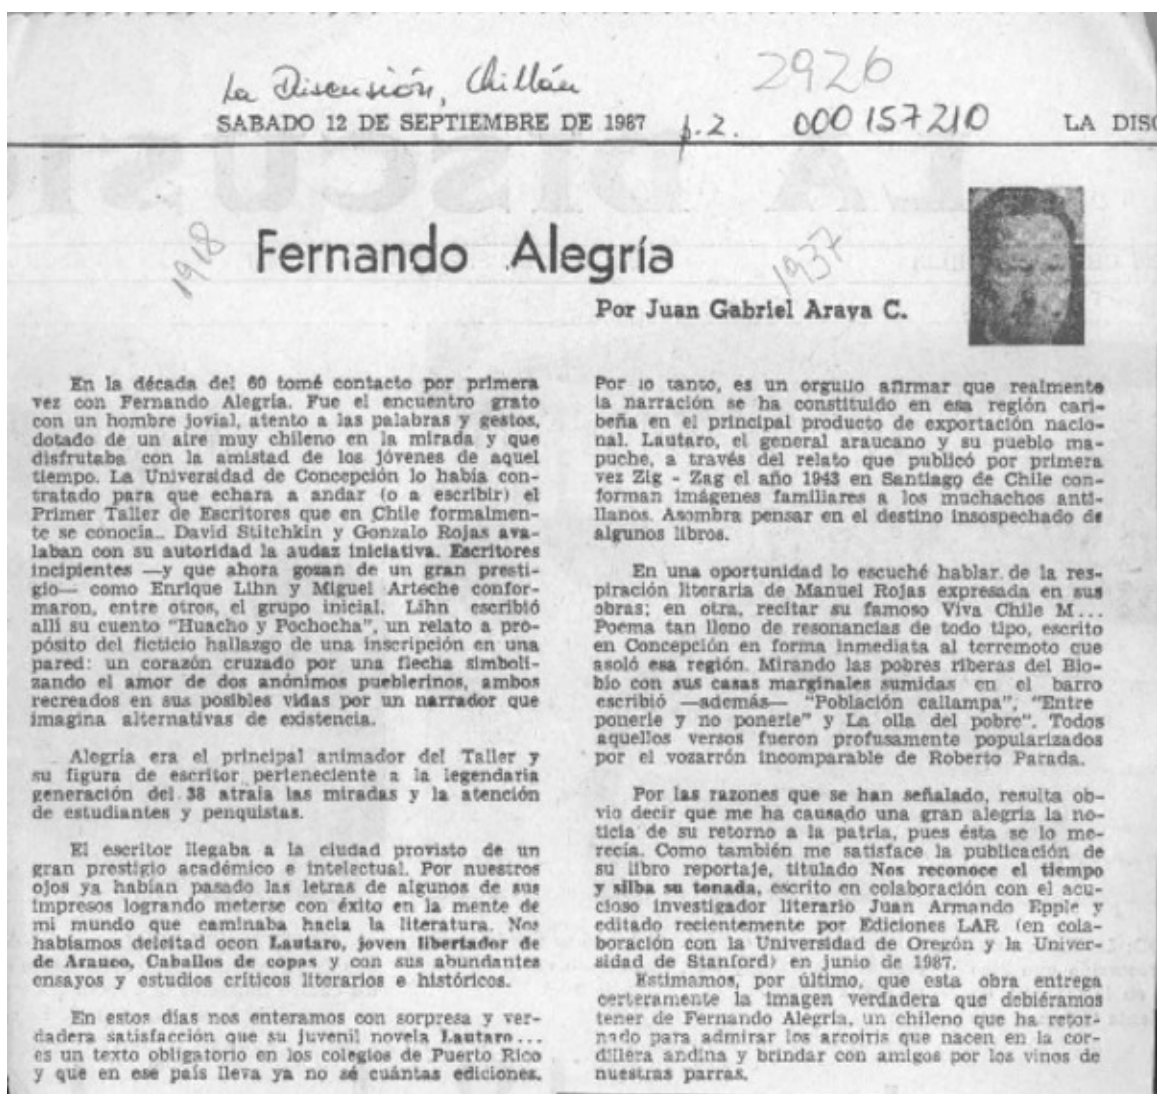 La Discusión, Chillán
2926
SABADO 12 DE SEPTIEMBRE DE 1987 p. 2. 000157210 LA DISC
1918
Fernando Alegría
1937
Por Juan Gabriel Araya C.
En la década del 60 tomé contacto por primera
vez con Fernando Alegría. Fue el encuentro grato
con un hombre jovial, atento a las palabras y gestos,
dotado de un aire muy chileno en la mirada y que
disfrutaba con la amistad de los jóvenes de aquel
tiempo. La Universidad de Concepción lo había con-
tratado para que echara a andar (o a escribir) el
Primer Taller de Escritores que en Chile formalmen-
te se conocía.. David Stitchkin y Gonzalo Rojas ava-
laban con su autoridad la audaz iniciativa. Escritores
incipientes —y que ahora gozan de un gran presti-
gio— como Enrique Lihn y Miguel Arteche confor-
maron, entre otros, el grupo inicial. Lihn escribió
allí su cuento "Huacho y Pochocha", un relato a pro-
pósito del ficticio hallazgo de una inscripción en una
pared: un corazón cruzado por una flecha simboli-
zando el amor de dos anónimos pueblerinos, ambos
recreados en sus posibles vidas por un narrador que
imagina alternativas de existencia.
Alegría era el principal animador del Taller y
su figura de escritor perteneciente a la legendaria
generación del 38 atraía las miradas y la atención
de estudiantes y penquistas.
El escritor llegaba a la ciudad provisto de un
gran prestigio académico e intelectual. Por nuestros
ojos ya habían pasado las letras de algunos de sus
impresos logrando meterse con éxito en la mente de
mi mundo que caminaba hacia la literatura. Nos
habíamos deleitad ocon Lautaro, joven libertador de
de Arauco, Caballos de copas y con sus abundantes
ensayos y estudios críticos literarios e históricos.
En estos días nos enteramos con sorpresa y ver-
dadera satisfacción que su juvenil novela Lautaro...
es un texto obligatorio en los colegios de Puerto Rico
y que en ese país lleva ya no sé cuántas ediciones.
Por lo tanto, es un orgullo afirmar que realmente
la narración se ha constituido en esa región cari-
beña en el principal producto de exportación nacio-
nal. Lautaro, el general araucano y su pueblo ma-
puche, a través del relato que publicó por primera
vez Zig - Zag el año 1943 en Santiago de Chile con-
forman imágenes familiares a los muchachos anti-
llanos. Asombra pensar en el destino insospechado de
algunos libros.
En una oportunidad lo escuché hablar de la res-
piración literaria de Manuel Rojas expresada en sus
obras; en otra, recitar su famoso Viva Chile M...
Poema tan lleno de resonancias de todo tipo, escrito
en Concepción en forma inmediata al terremoto que
asoló esa región. Mirando las pobres riberas del Bío-
bío con sus casas marginales sumidas en el barro
escribió —además— "Población callampa", "Entre
ponerle y no ponerle" y La olla del pobre". Todos
aquellos versos fueron profusamente popularizados
por el vozarrón incomparable de Roberto Parada.
Por las razones que se han señalado, resulta ob-
vio decir que me ha causado una gran alegría la no-
ticia de su retorno a la patria, pues ésta se lo me-
recía. Como también me satisface la publicación de
su libro reportaje, titulado Nos reconoce el tiempo
y silba su tonada, escrito en colaboración con el acu-
cioso investigador literario Juan Armando Epple y
editado recientemente por Ediciones LAR (en cola-
boración con la Universidad de Oregón y la Univer-
sidad de Stanford) en junio de 1987.
Estimamos, por último, que esta obra entrega
certeramente la imagen verdadera que debiéramos
tener de Fernando Alegría, un chileno que ha retor-
nado para admirar los arcoiris que nacen en la cor-
dillera andina y brindar con amigos por los vinos de
nuestras parras.